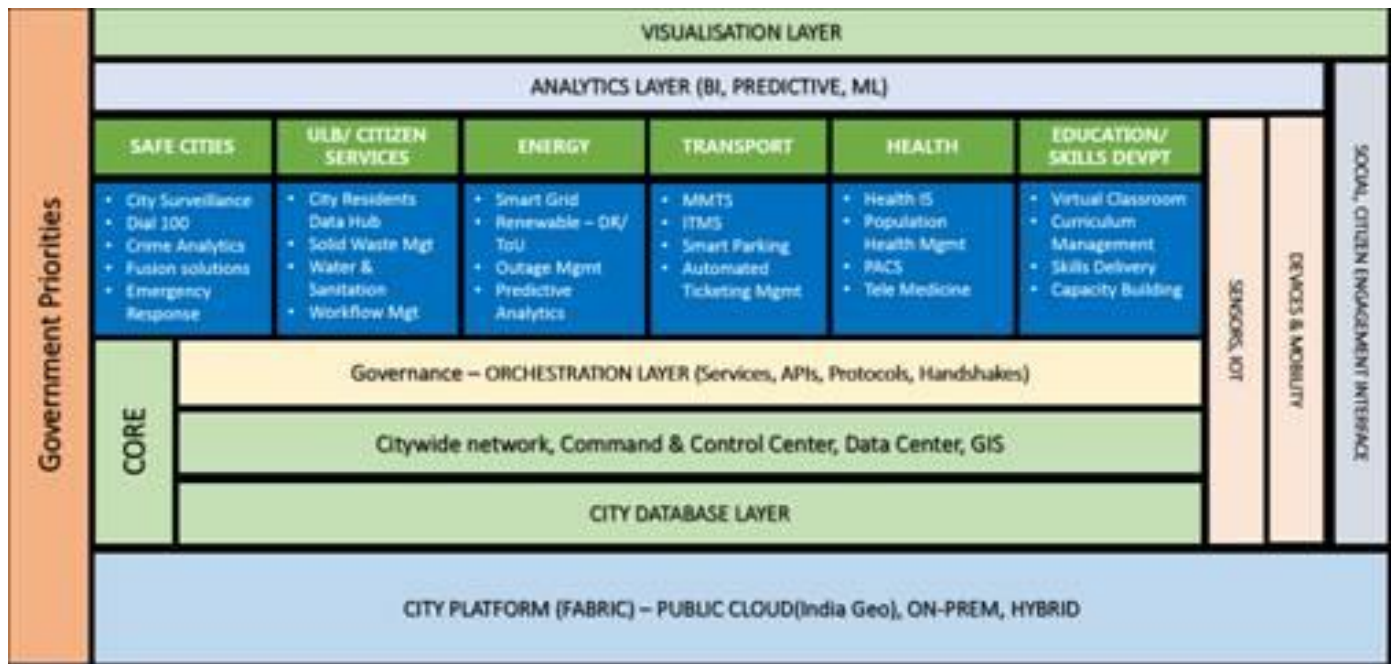 Government Priorities
VISUALISATION LAYER
ANALYTICS LAYER (BI, PREDICTIVE, ML)
SAFE CITIES
• City Surveillance
• Dial 100
• Crime Analytics
• Fusion solutions
• Emergency
Response
ULB/ CITIZEN
SERVICES
• City Residents
Data Hub
• Solid Waste Mgt
• Water &
Sanitation
• Workflow Mgt
ENERGY
• Smart Grid
• Renewable – DR/
ToU
• Outage Mgmt
• Predictive
Analytics
TRANSPORT
• MMTS
• ITMS
• Smart Parking
• Automated
Ticketing Mgmt
HEALTH
• Health IS
• Population
Health Mgmt
• PACS
• Tele Medicine
EDUCATION/
SKILLS DEVPT
• Virtual Classroom
• Curriculum
Management
• Skills Delivery
• Capacity Building
SENSORS, IOT
DEVICES & MOBILITY
SOCIAL, CITIZEN ENGAGEMENT INTERFACE
CORE
Governance – ORCHESTRATION LAYER (Services, APIs, Protocols, Handshakes)
Citywide network, Command & Control Center, Data Center, GIS
CITY DATABASE LAYER
CITY PLATFORM (FABRIC) – PUBLIC CLOUD(India Geo), ON-PREM, HYBRID